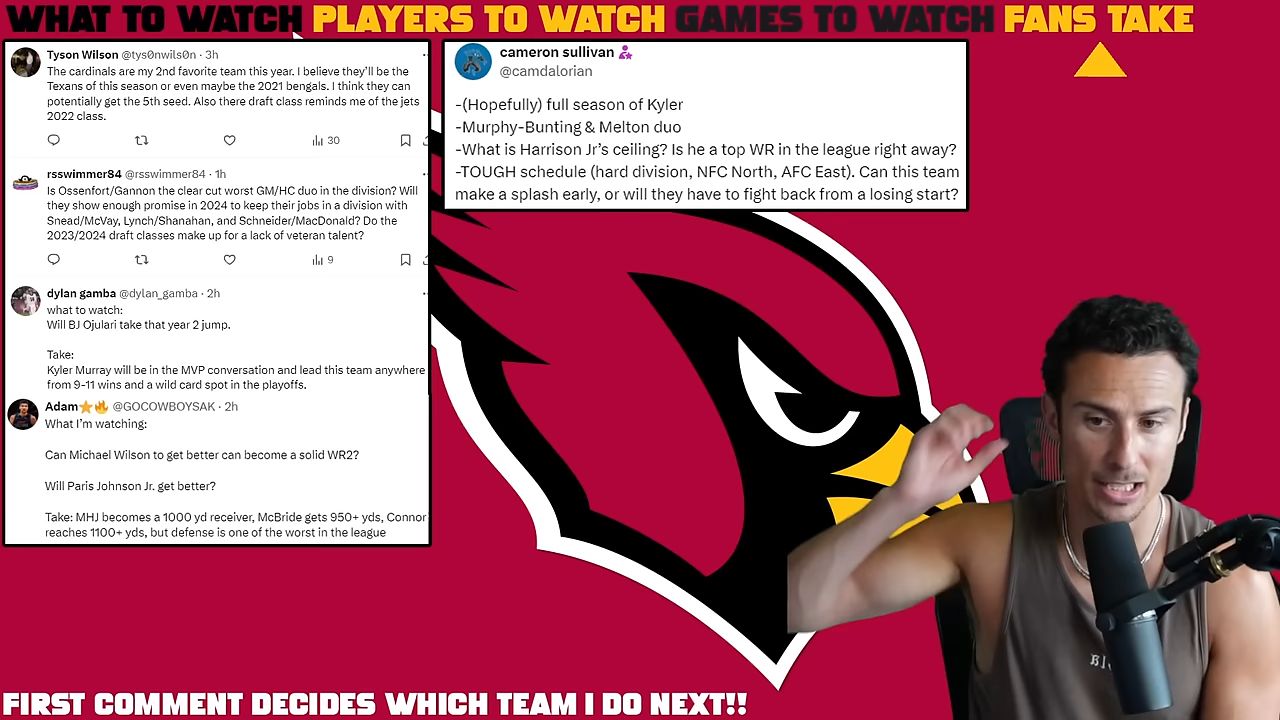 WHAT TO WATCH PLAYERS TO WATCH GAMES TO WATCH FANS TAKE
Tyson Wilson @tys0nwils0n · 3h
The cardinals are my 2nd favorite team this year. I believe they'll be the
Texans of this season or even maybe the 2021 bengals. I think they can
potentially get the 5th seed. Also there draft class reminds me of the jets
2022 class.
30
rsswimmer84 · 1h
Is Ossenfort/Gannon the clear cut worst GM/HC duo in the division? Will
they show enough promise in 2024 to keep their jobs in a division with
Snead/McVay, Lynch/Shanahan, and Schneider/MacDonald? Do the
2023/2024 draft classes make up for a lack of veteran talent?
9
dylan gamba @dylan_gamba · 2h
what to watch:
Will BJ Ojulari take that year 2 jump.
Take:
Kyler Murray will be in the MVP conversation and lead this team anywhere
from 9-11 wins and a wild card spot in the playoffs.
Adam⭐🔥 @GOCOWBOYSAK · 2h
What I'm watching:
Can Michael Wilson to get better can become a solid WR2?
Will Paris Johnson Jr. get better?
Take: MHJ becomes a 1000 yd receiver, McBride gets 950+ yds, Connor
reaches 1100+ yds, but defense is one of the worst in the league
cameron sullivan
@camdalorian
-(Hopefully) full season of Kyler
-Murphy-Bunting & Melton duo
-What is Harrison Jr's ceiling? Is he a top WR in the league right away?
-TOUGH schedule (hard division, NFC North, AFC East). Can this team
make a splash early, or will they have to fight back from a losing start?
FIRST COMMENT DECIDES WHICH TEAM I DO NEXT!!